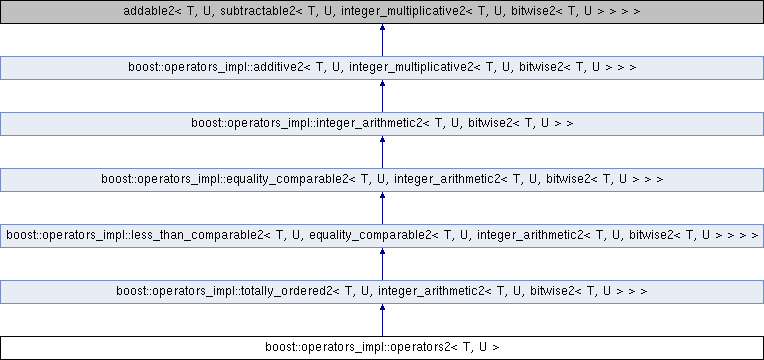 addable2< T, U, subtractable2< T, U, integer_multiplicative2< T, U, bitwise2< T, U > > > >
boost::operators_impl::additive2< T, U, integer_multiplicative2< T, U, bitwise2< T, U > > >
boost::operators_impl::integer_arithmetic2< T, U, bitwise2< T, U > >
boost::operators_impl::equality_comparable2< T, U, integer_arithmetic2< T, U, bitwise2< T, U > > >
boost::operators_impl::less_than_comparable2< T, U, equality_comparable2< T, U, integer_arithmetic2< T, U, bitwise2< T, U > > > >
boost::operators_impl::totally_ordered2< T, U, integer_arithmetic2< T, U, bitwise2< T, U > > >
boost::operators_impl::operators2< T, U >